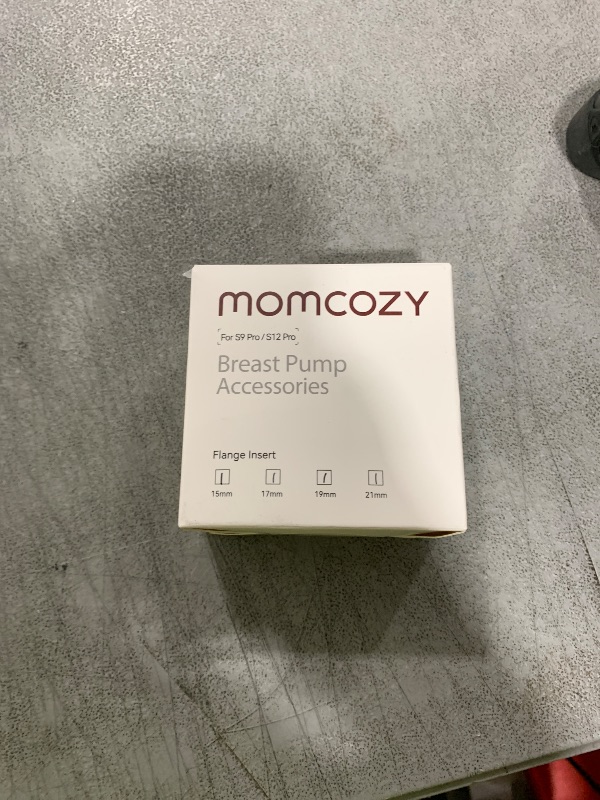 momcozy
For S9 Pro / S12 Pro
Breast Pump
Accessories
Flange Insert
15mm 17mm 19mm 21mm